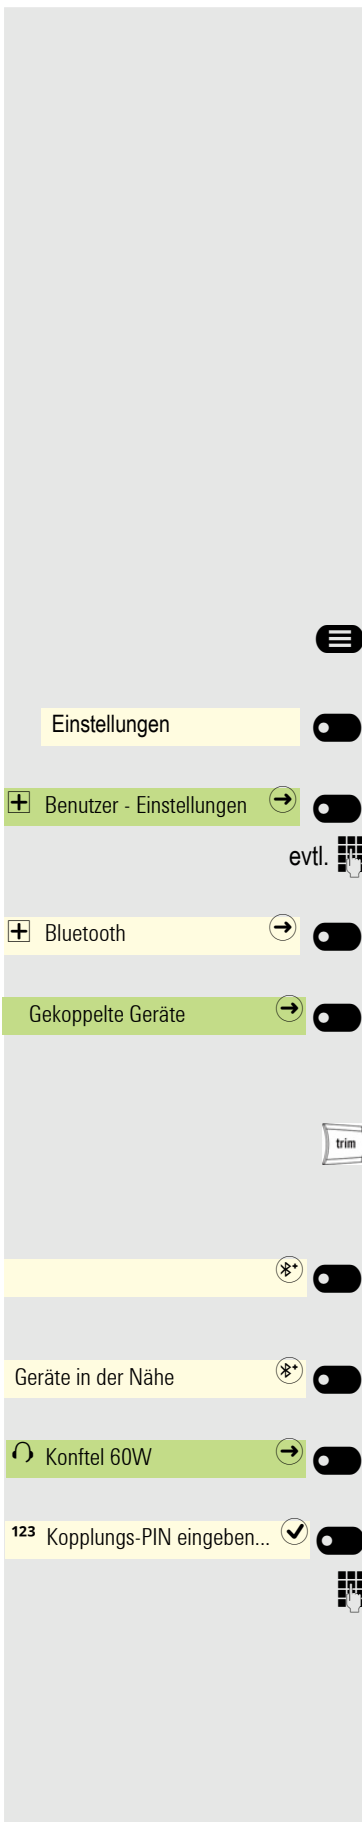 Einstellungen
Benutzer - Einstellungen
evtl.
Bluetooth
Gekoppelte Geräte
trim
Geräte in der Nähe
Konftel 60W
123 Kopplungs-PIN eingeben...